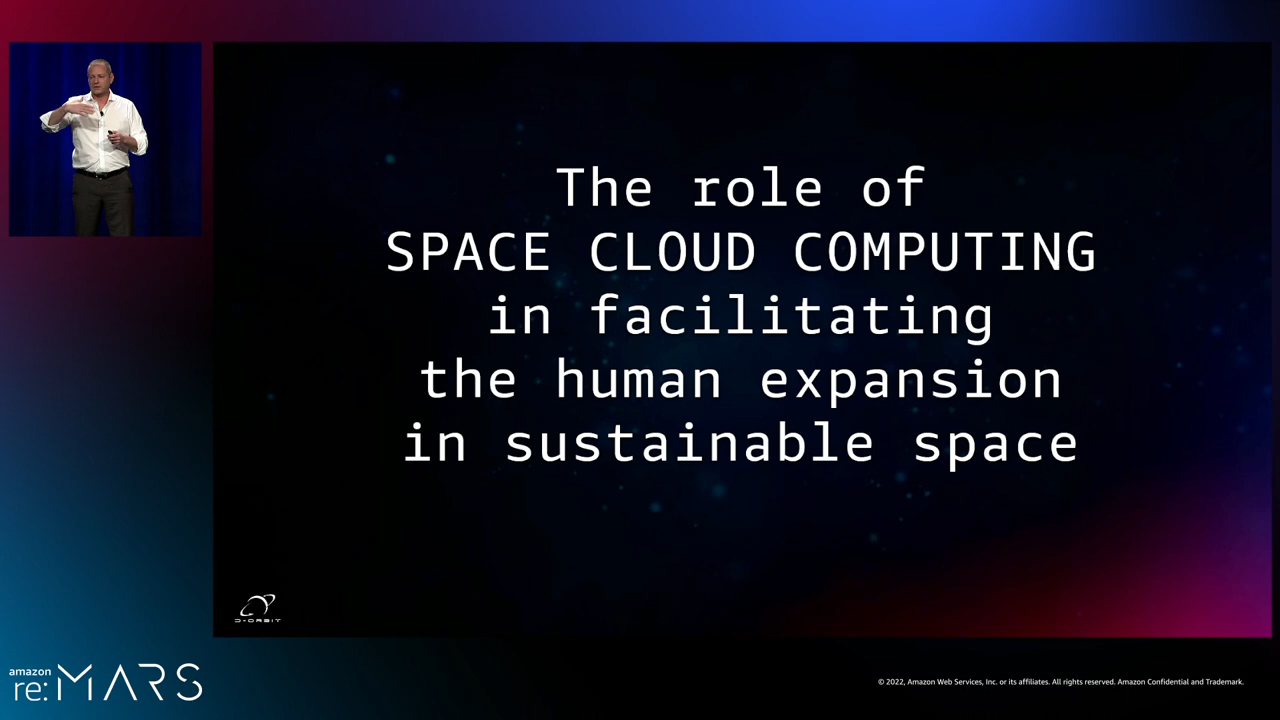 The role of
SPACE CLOUD COMPUTING
in facilitating
the human expansion
in sustainable space
D-ORBIT
amazon
re:MARS
© 2022, Amazon Web Services, Inc. or its affiliates. All rights reserved. Amazon Confidential and Trademark.